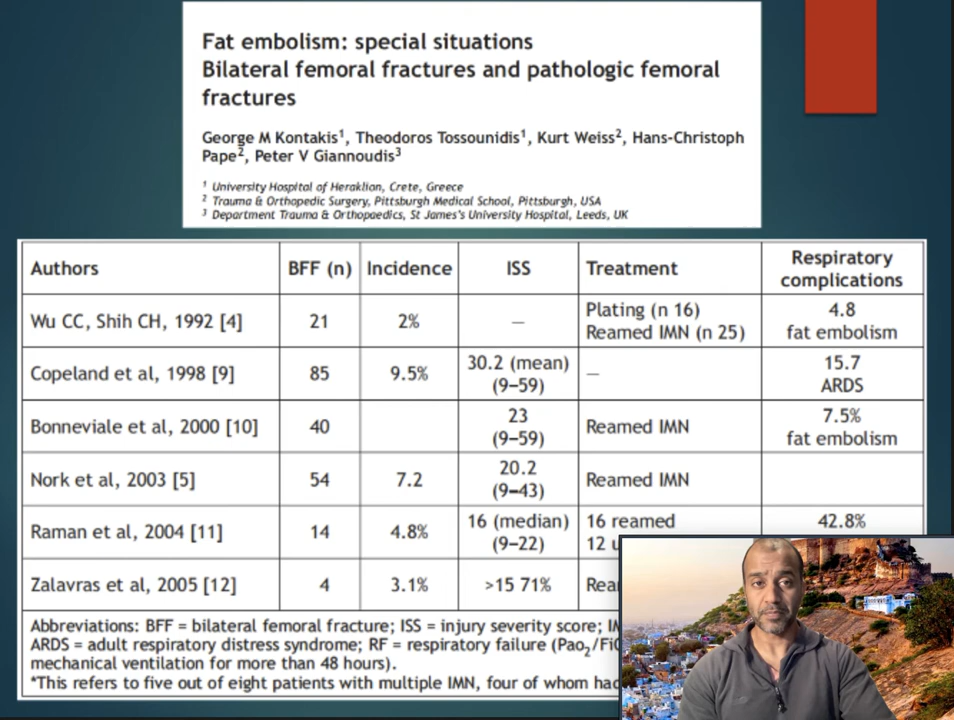 Fat embolism: special situations
Bilateral femoral fractures and pathologic femoral
fractures
George M Kontakis¹, Theodoros Tossounidis¹, Kurt Weiss², Hans-Christoph
Pape², Peter V Giannoudis³
¹ University Hospital of Heraklion, Crete, Greece
² Trauma & Orthopedic Surgery, Pittsburgh Medical School, Pittsburgh, USA
³ Department Trauma & Orthopaedics, St James's University Hospital, Leeds, UK
Authors BFF (n) Incidence ISS Treatment Respiratory complications
Wu CC, Shih CH, 1992 [4] 21 2% — Plating (n 16) Reamed IMN (n 25) 4.8 fat embolism
Copeland et al, 1998 [9] 85 9.5% 30.2 (mean) (9–59) — 15.7 ARDS
Bonneviale et al, 2000 [10] 40 23 (9–59) Reamed IMN 7.5% fat embolism
Nork et al, 2003 [5] 54 7.2 20.2 (9–43) Reamed IMN
Raman et al, 2004 [11] 14 4.8% 16 (median) (9–22) 16 reamed 12 42.8%
Zalavras et al, 2005 [12] 4 3.1% >15 71%
Abbreviations: BFF = bilateral femoral fracture; ISS = injury severity score;
ARDS = adult respiratory distress syndrome; RF = respiratory failure
mechanical ventilation for more than 48 hours).
*This refers to five out of eight patients with multiple IMN, four of whom had